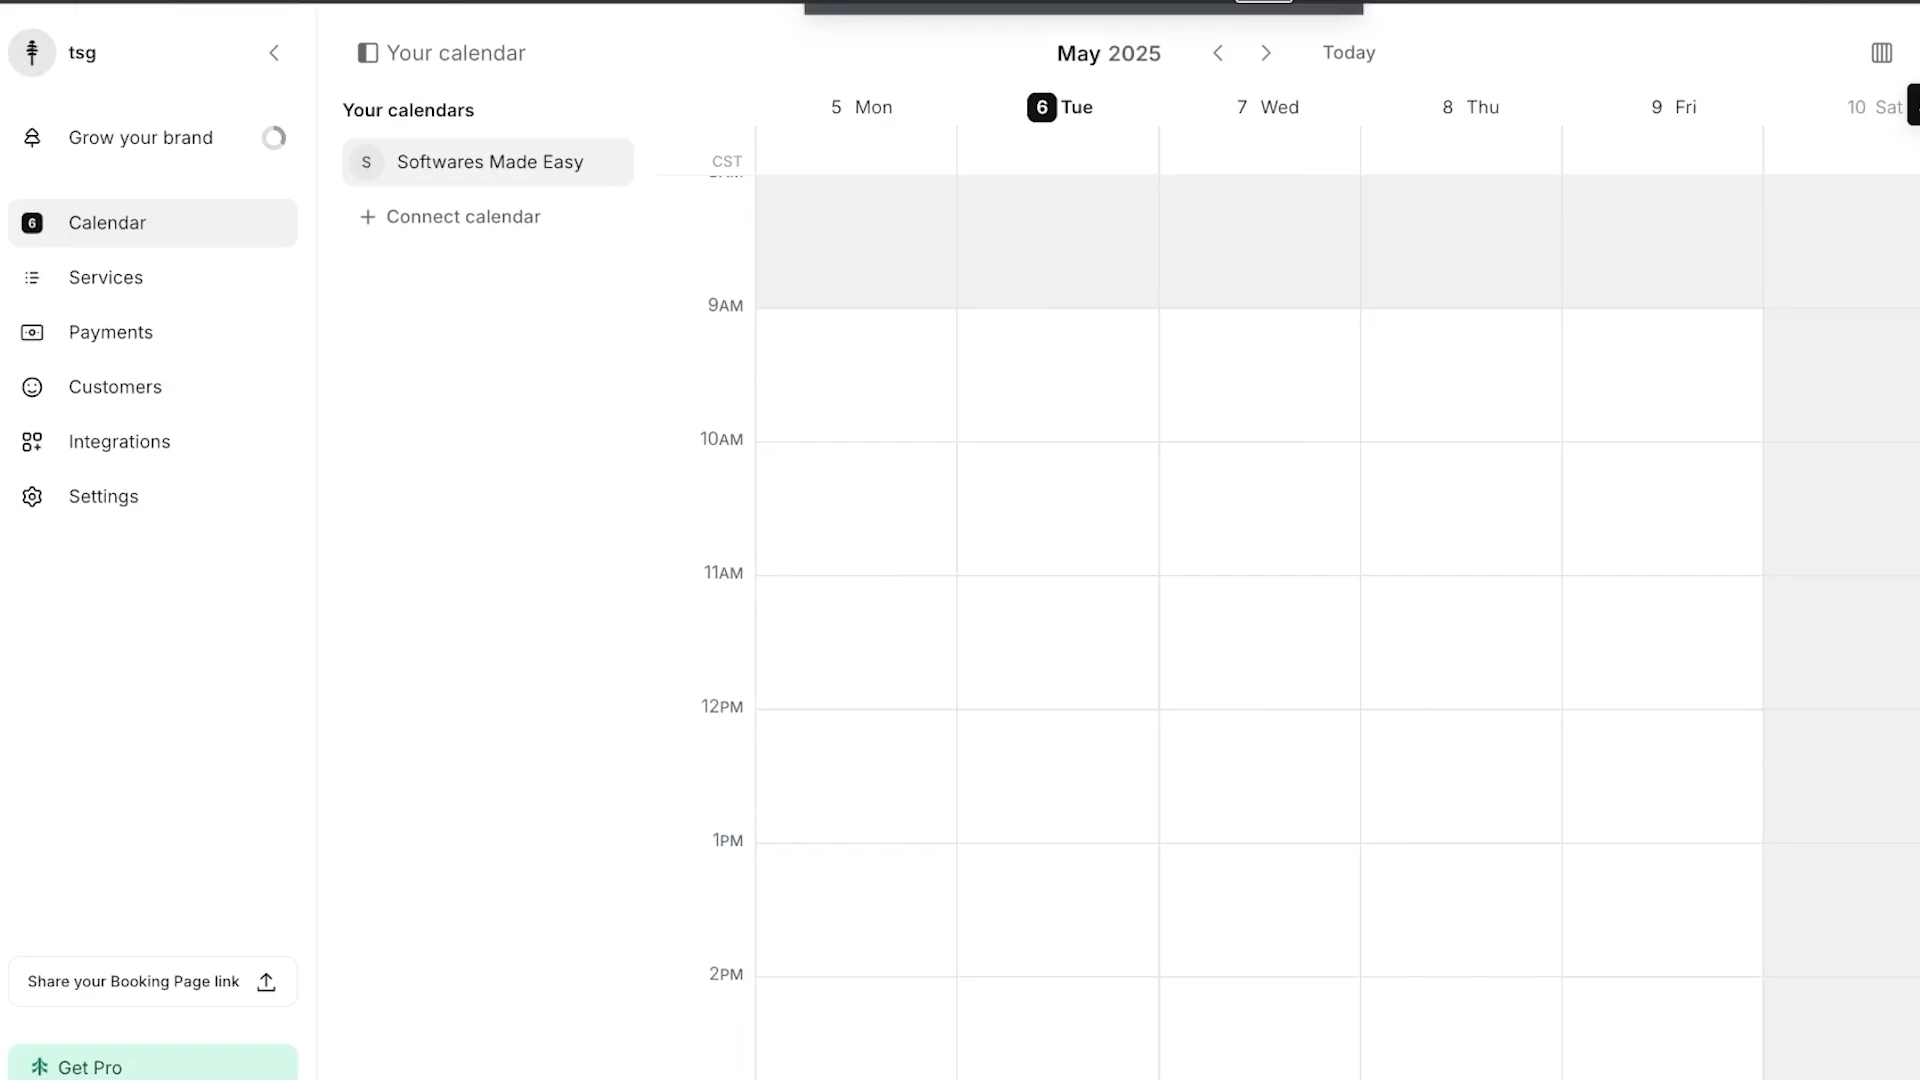 tsg
Grow your brand
6 Calendar
Services
Payments
Customers
Integrations
Settings
Share your Booking Page link
Get Pro
Your calendar
Your calendars
S Softwares Made Easy
+ Connect calendar
May 2025
Today
5 Mon
6 Tue
7 Wed
8 Thu
9 Fri
10 Sat
CST
9AM
10AM
11AM
12PM
1PM
2PM